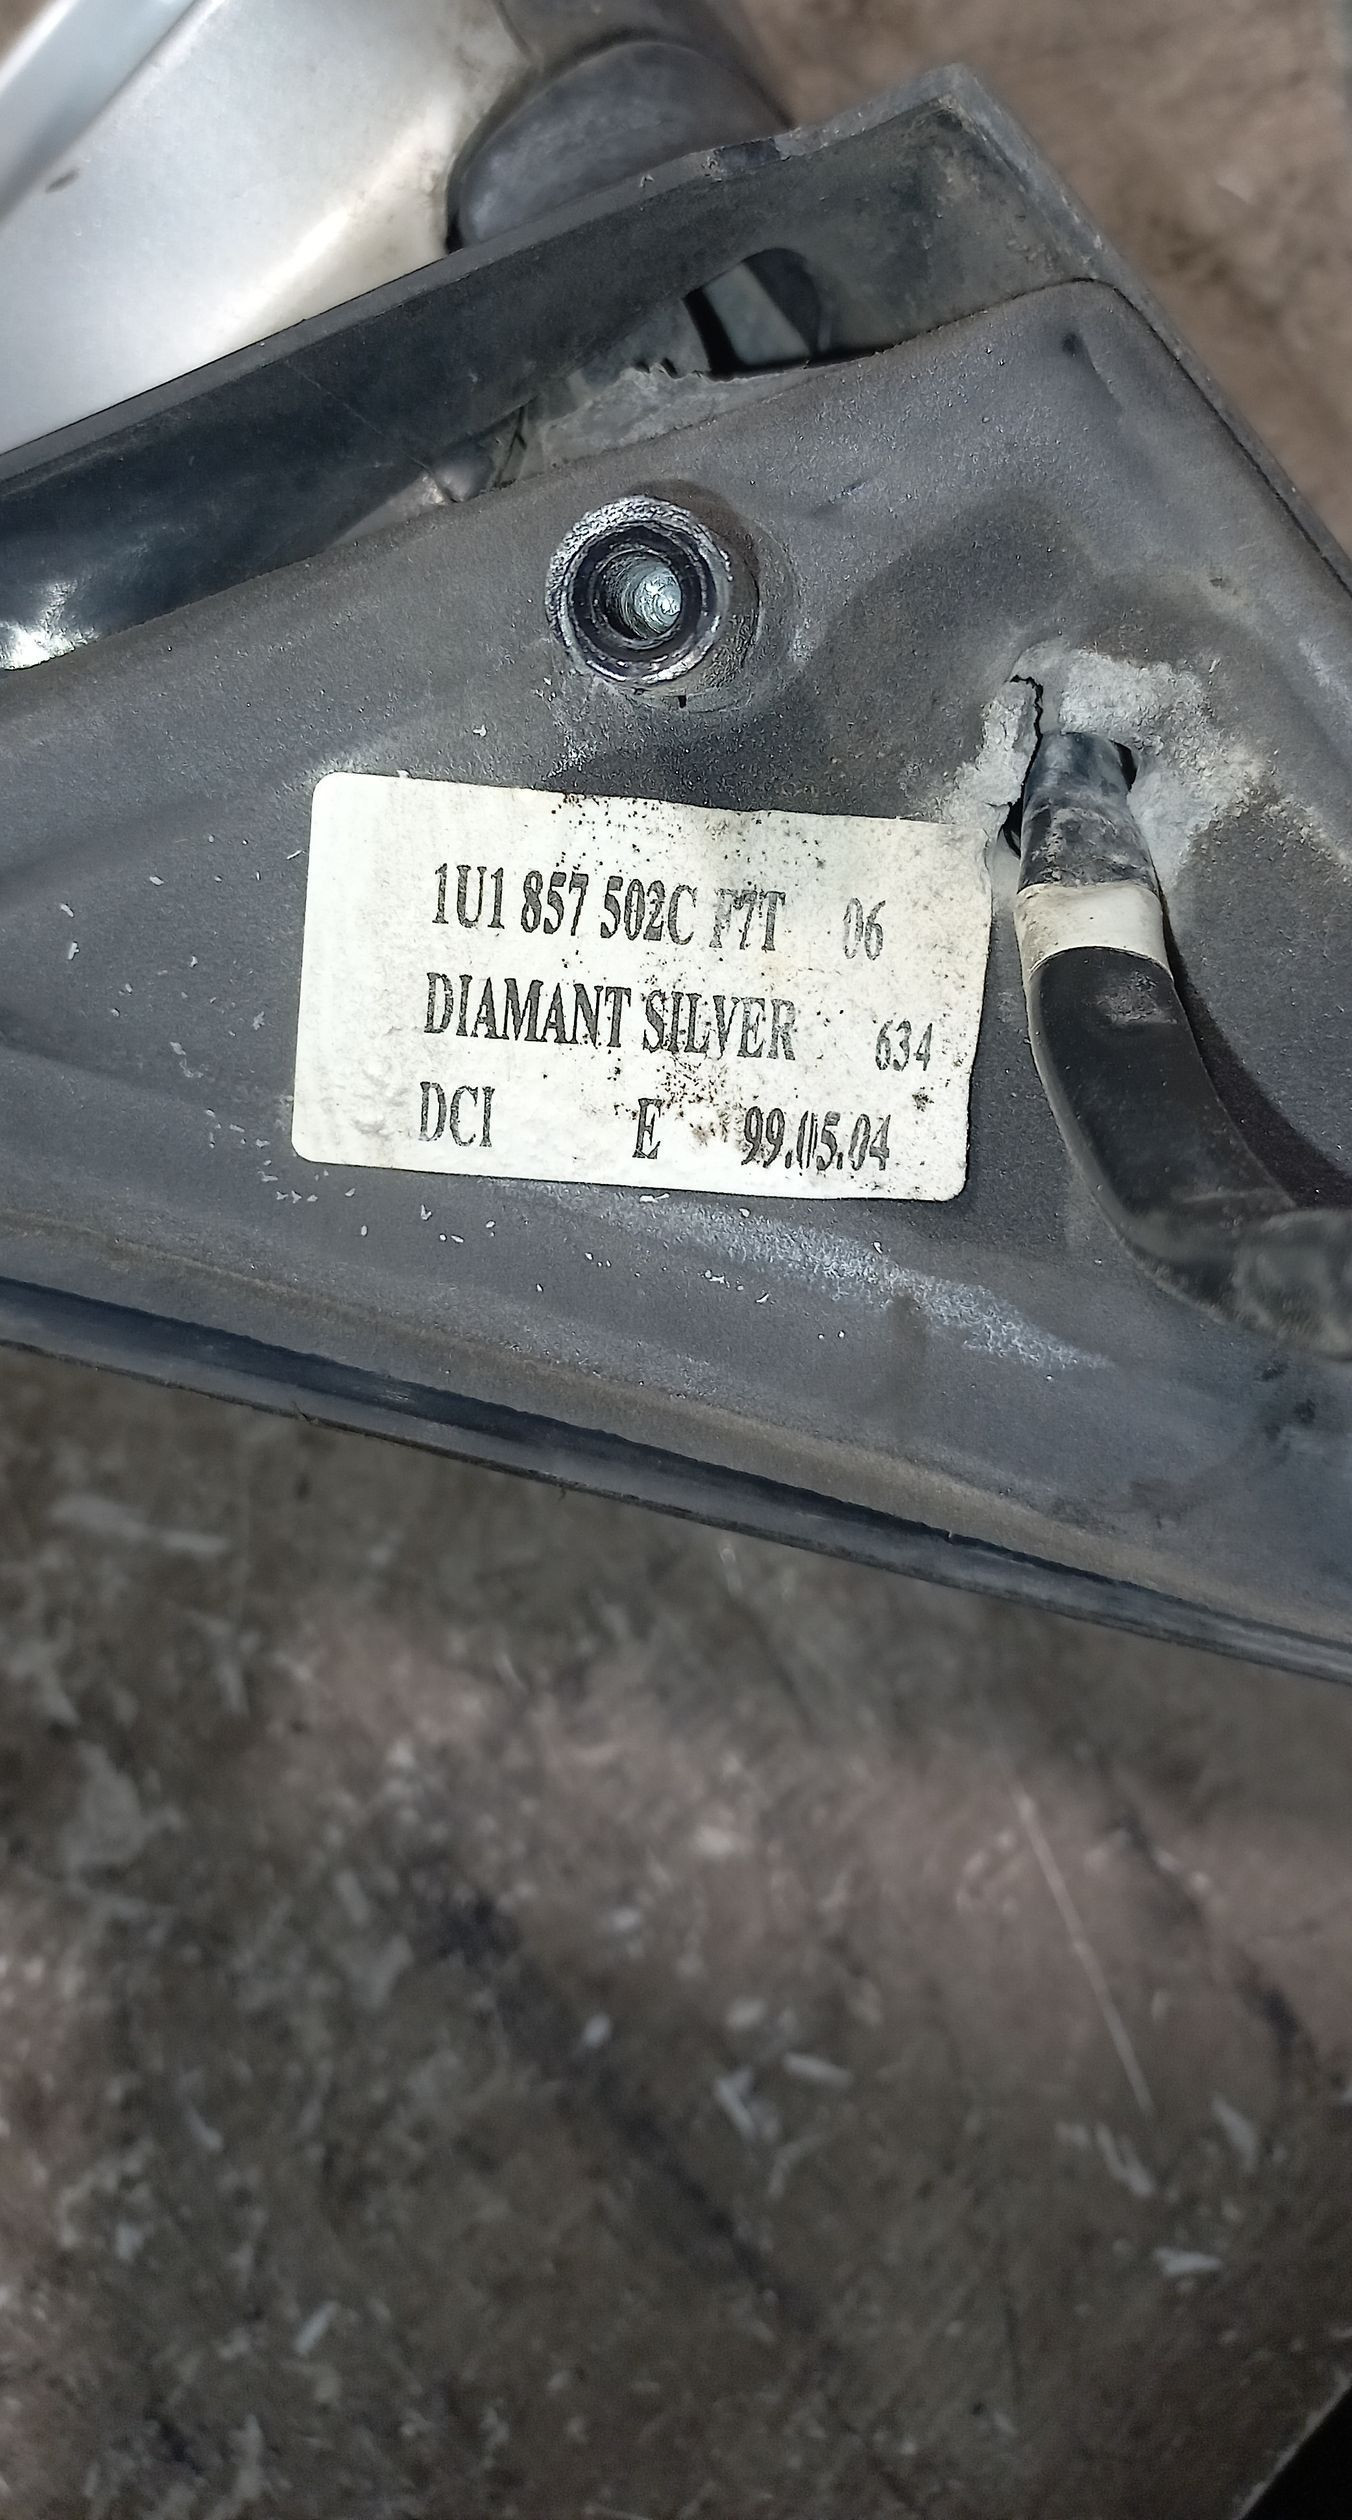 1U1 857 502C F7T 06
DIAMANT SILVER 634
DCI E 99.05.04